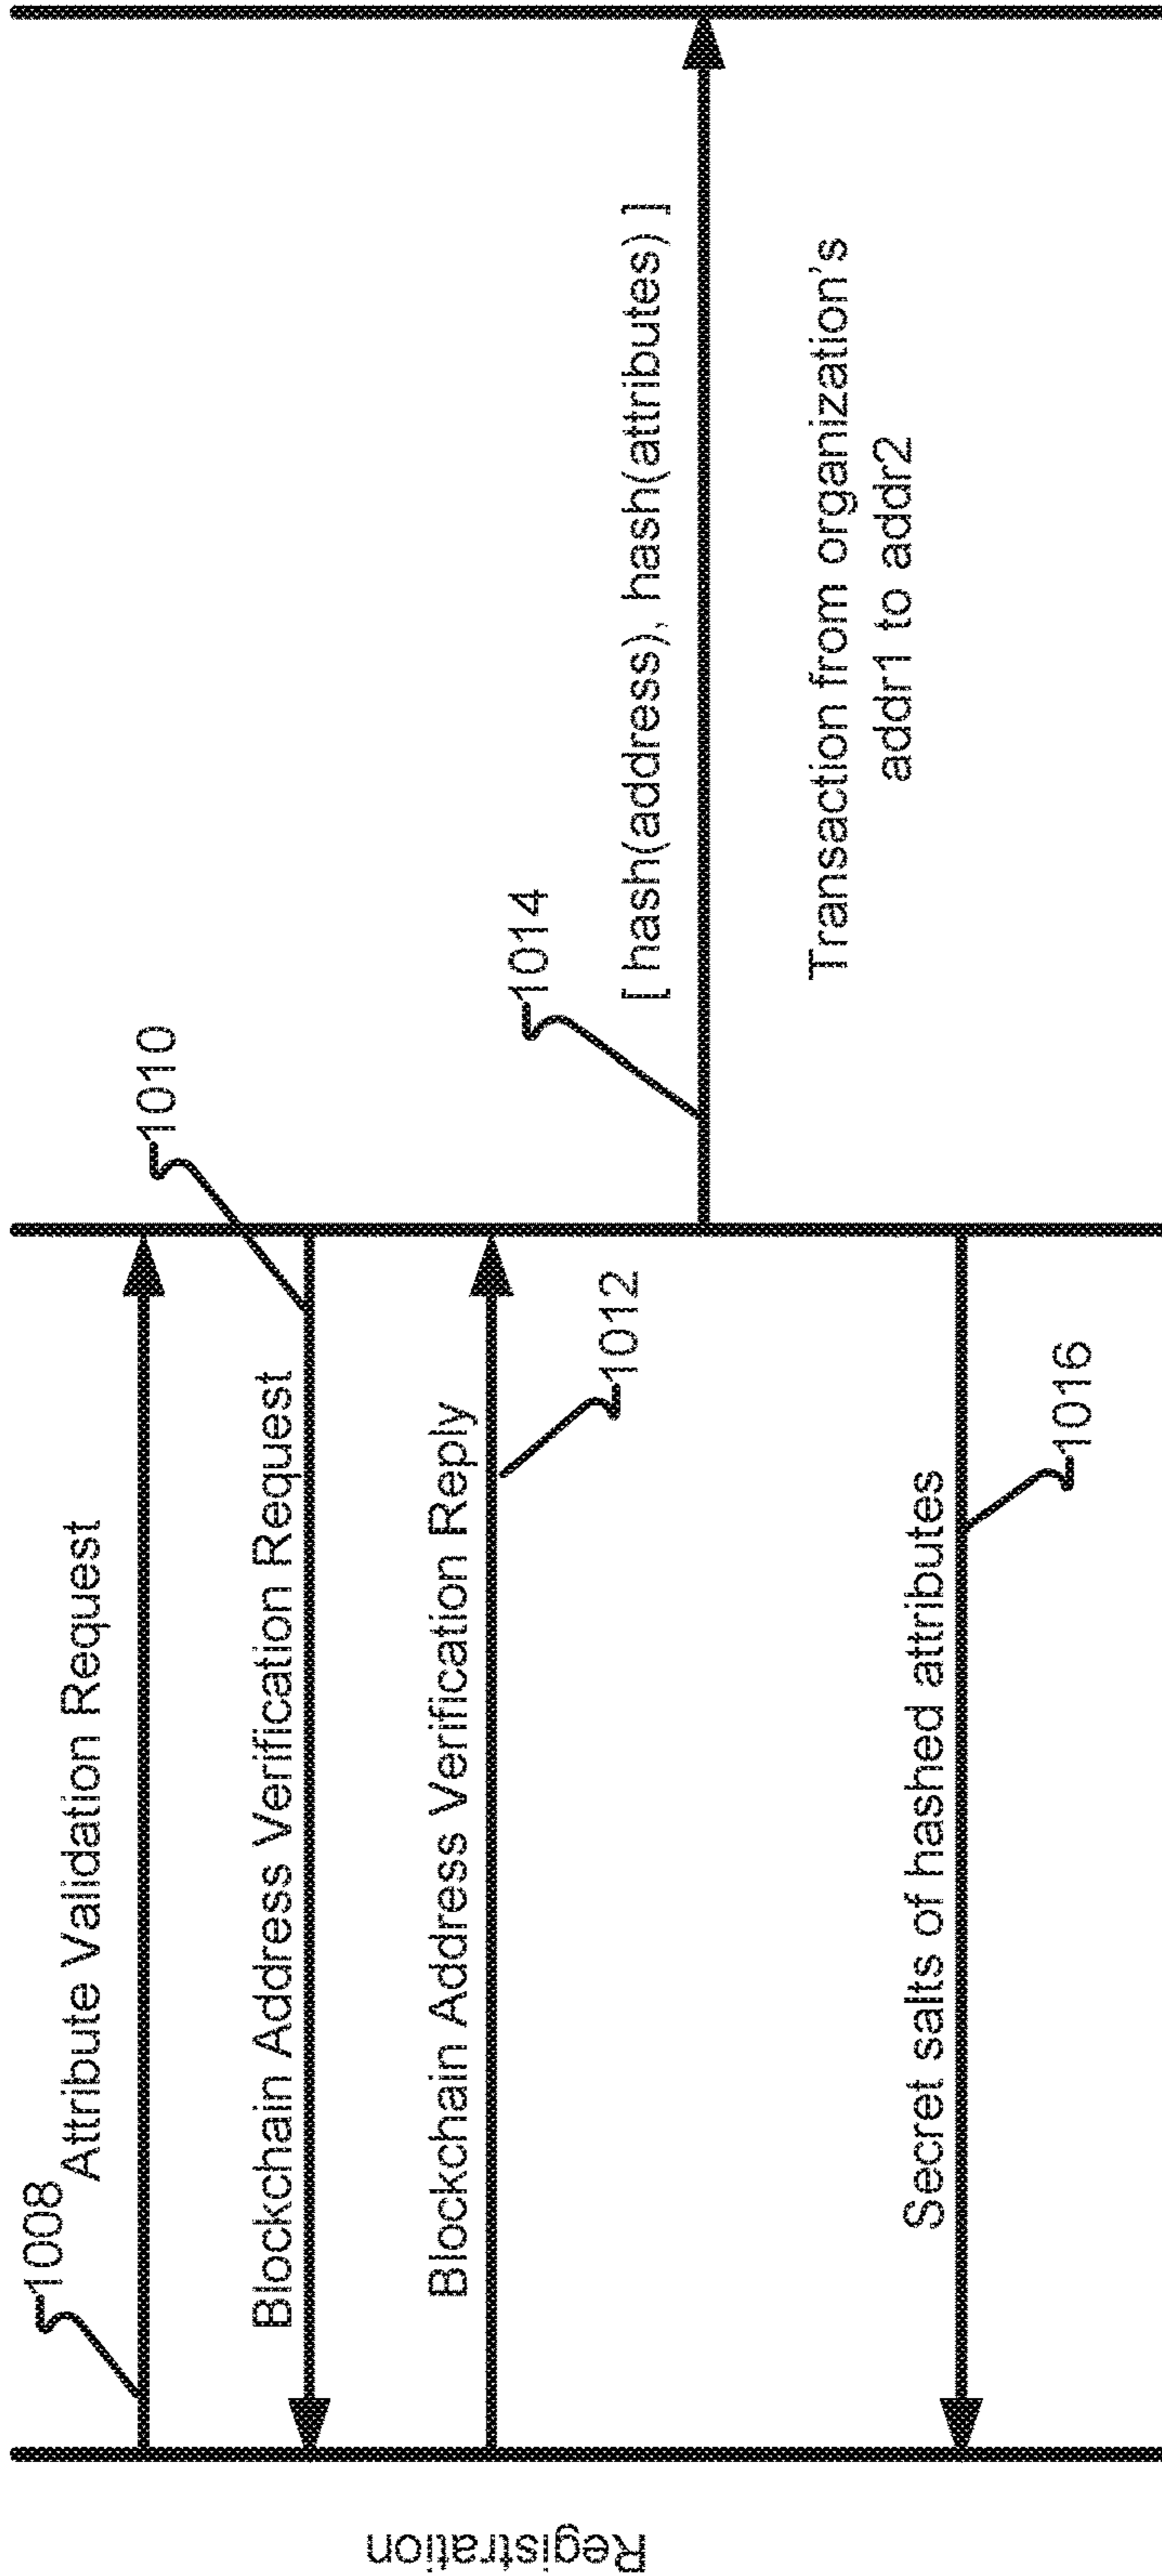 Registration
1008
Attribute Validation Request
1010
Blockchain Address Verification Request
Blockchain Address Verification Reply
1012
1014
[ hash(address), hash(attributes) ]
Transaction from organization's
addr1 to addr2
Secret salts of hashed attributes
1016